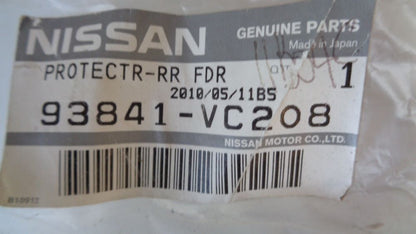 NISSAN
GENUINE PARTS
Made in Japan
PROTECTR-RR FDR
1
2010/05/11B5
93841-VC208
NISSAN MOTOR CO.,LTD.